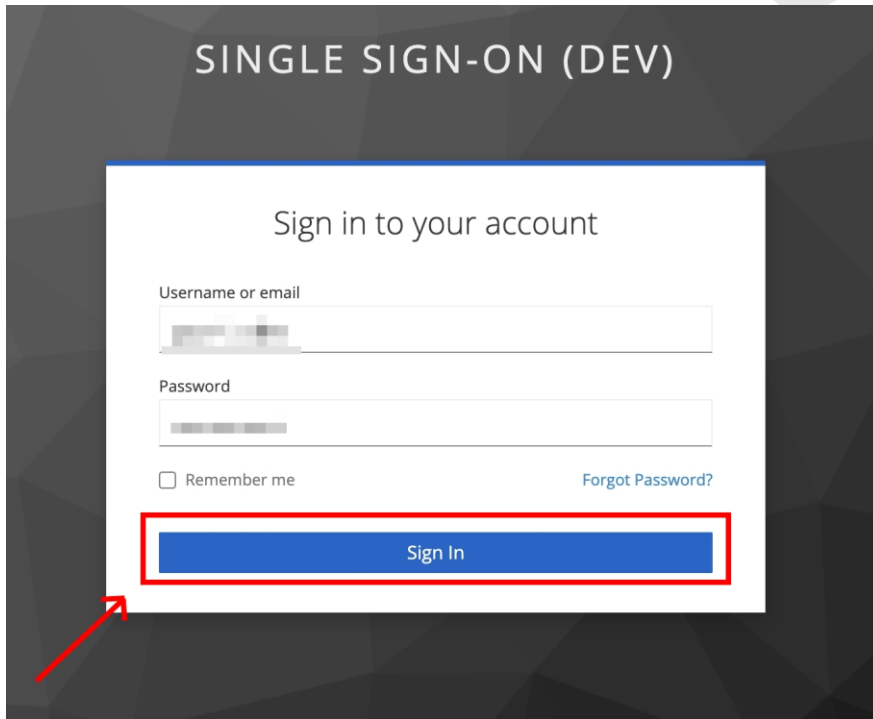 SINGLE SIGN-ON (DEV)
Sign in to your account
Username or email
Password
Remember me
Forgot Password?
Sign In